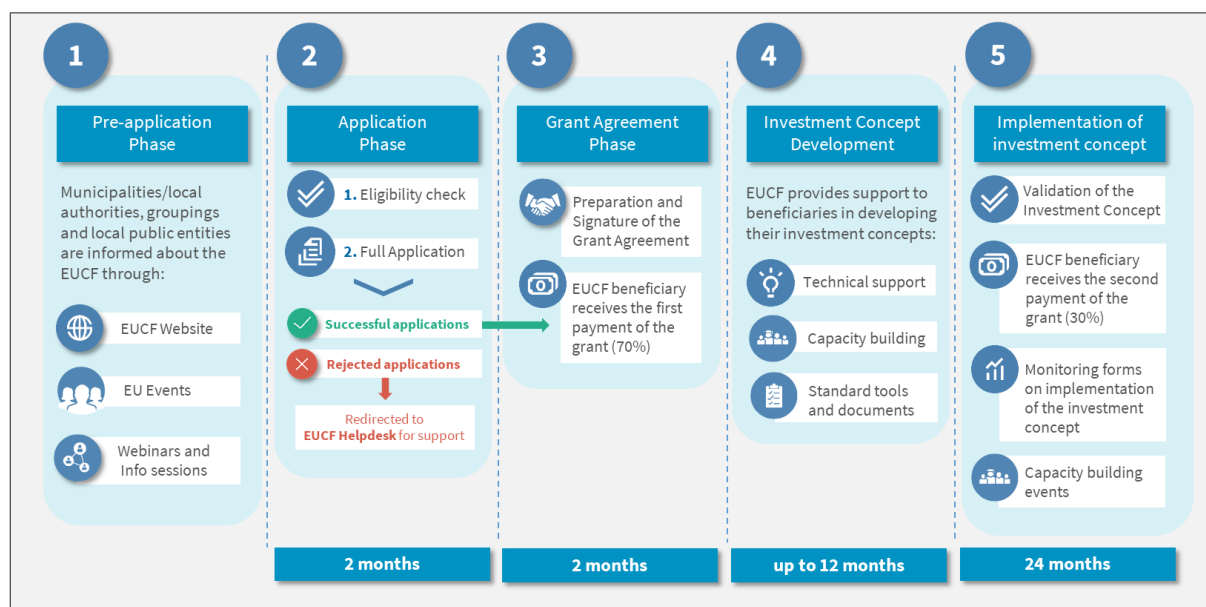 1
Pre-application
Phase
Municipalities/local
authorities, groupings
and local public entities
are informed about the
EUCF through:
EUCF Website
EU Events
Webinars and
Info sessions
2
Application
Phase
1. Eligibility check
2. Full Application
Successful applications
Rejected applications
Redirected to
EUCF Helpdesk for support
2 months
3
Grant Agreement
Phase
Preparation and
Signature of the
Grant Agreement
EUCF beneficiary
receives the first
payment of the
grant (70%)
2 months
4
Investment Concept
Development
EUCF provides support to
beneficiaries in developing
their investment concepts:
Technical support
Capacity building
Standard tools
and documents
up to 12 months
5
Implementation of
investment concept
Validation of the
Investment Concept
EUCF beneficiary
receives the second
payment of the
grant (30%)
Monitoring forms
on implementation
of the investment
concept
Capacity building
events
24 months